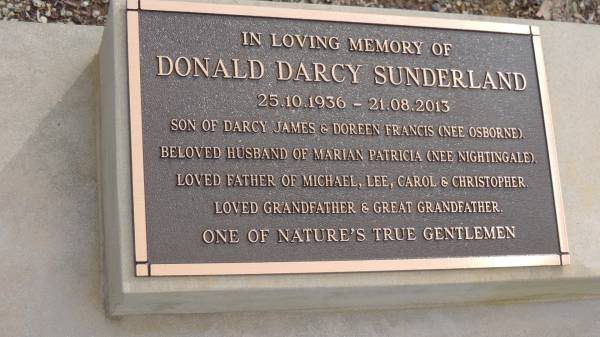 IN LOVING MEMORY OF
DONALD DARCY SUNDERLAND
25.10.1936 - 21.08.2013
SON OF DARCY JAMES & DOREEN FRANCIS (NEE OSBORNE).
BELOVED HUSBAND OF MARIAN PATRICIA (NEE NIGHTINGALE).
LOVED FATHER OF MICHAEL, LEE, CAROL & CHRISTOPHER.
LOVED GRANDFATHER & GREAT GRANDFATHER.
ONE OF NATURE'S TRUE GENTLEMEN